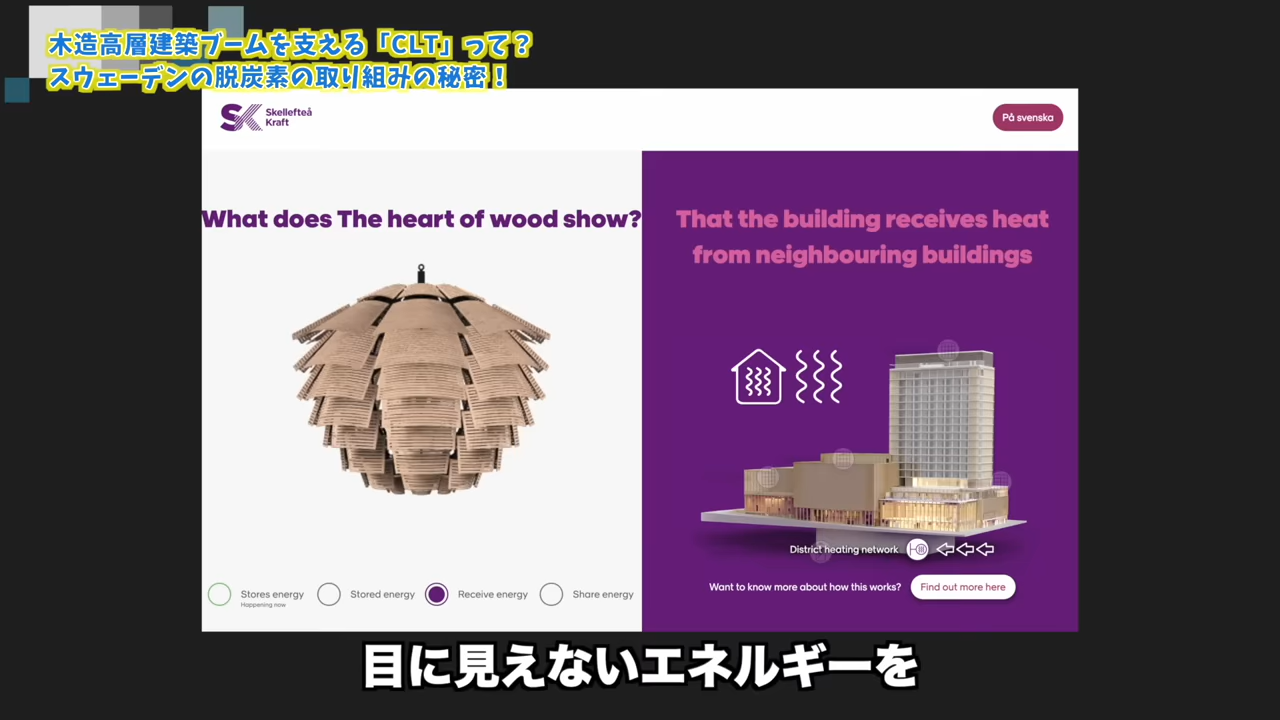 木造高層建築ブームを支える「CLT」って？
スウェーデンの脱炭素の取り組みの秘密！
SK Skellefteå
Kraft
På svenska
What does The heart of wood show?
That the building receives heat
from neighbouring buildings
District heating network
Want to know more about how this works? Find out more here
Stores energy
Happening now
Stored energy
Receive energy
Share energy
目に見えないエネルギーを